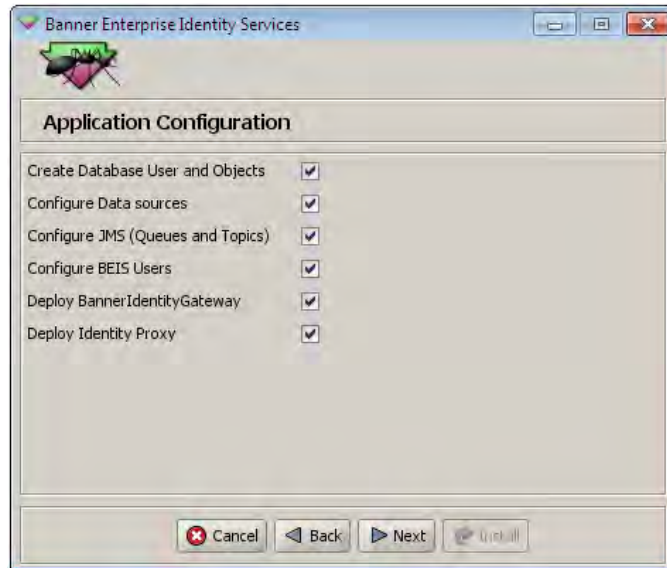 Banner Enterprise Identity Services
Application Configuration
Create Database User and Objects
Configure Data sources
Configure JMS (Queues and Topics)
Configure BEIS Users
Deploy BannerIdentityGateway
Deploy Identity Proxy
Cancel Back Next Install